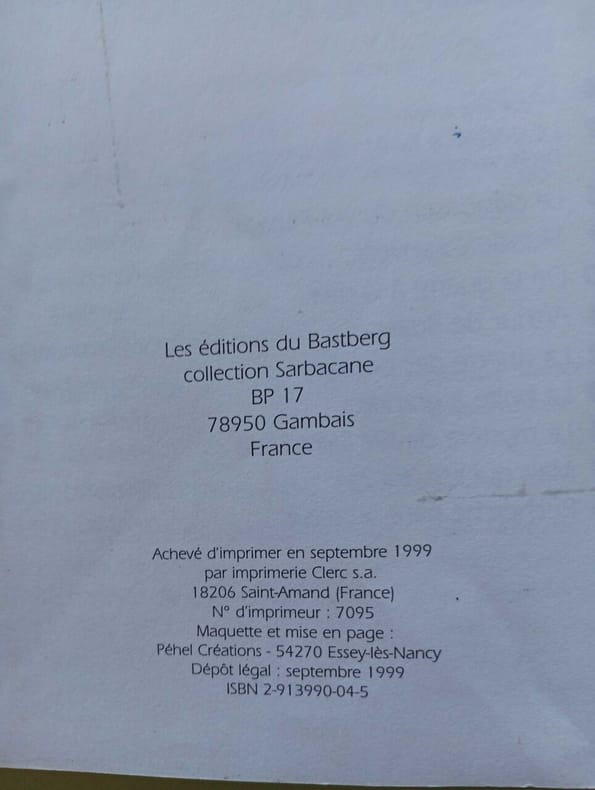 Les éditions du Bastberg
collection Sarbacane
BP 17
78950 Gambais
France
Achevé d'imprimer en septembre 1999
par imprimerie Clerc s.a.
18206 Saint-Amand (France)
N° d'imprimeur : 7095
Maquette et mise en page :
Péhel Créations - 54270 Essey-lès-Nancy
Dépôt légal : septembre 1999
ISBN 2-913990-04-5